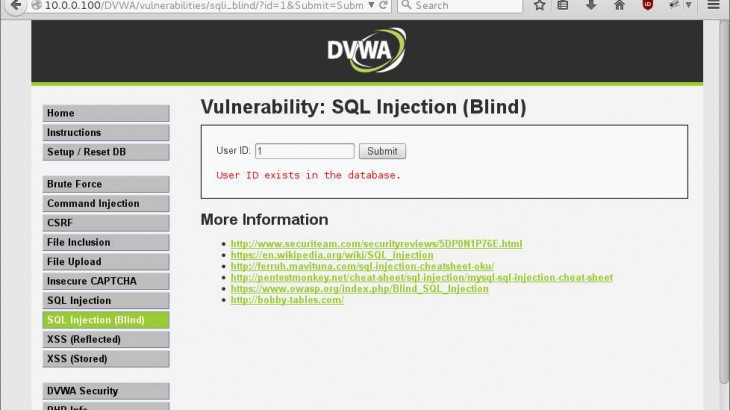 10.0.0.100/DVWA/vulnerabilities/sqli_blind/?id=1&Submit=Subm
Search
DVWA
Home
Instructions
Setup / Reset DB
Brute Force
Command Injection
CSRF
File Inclusion
File Upload
Insecure CAPTCHA
SQL Injection
SQL Injection (Blind)
XSS (Reflected)
XSS (Stored)
DVWA Security
PHP Info
Vulnerability: SQL Injection (Blind)
User ID: 1 Submit
User ID exists in the database.
More Information
http://www.securiteam.com/securityreviews/5DP0N1P76E.html
https://en.wikipedia.org/wiki/SQL_injection
http://ferruh.mavituna.com/sql-injection-cheatsheet-oku/
http://pentestmonkey.net/cheat-sheet/sql-injection/mysql-sql-injection-cheat-sheet
https://www.owasp.org/index.php/Blind_SQL_Injection
http://bobby-tables.com/